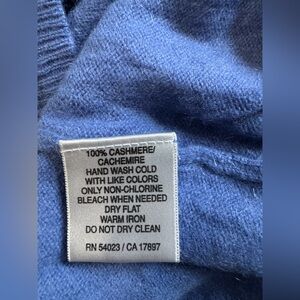 100% CASHMERE/
CACHEMIRE
HAND WASH COLD
WITH LIKE COLORS
ONLY NON-CHLORINE
BLEACH WHEN NEEDED
DRY FLAT
WARM IRON
DO NOT DRY CLEAN
RN 54023 / CA 17897